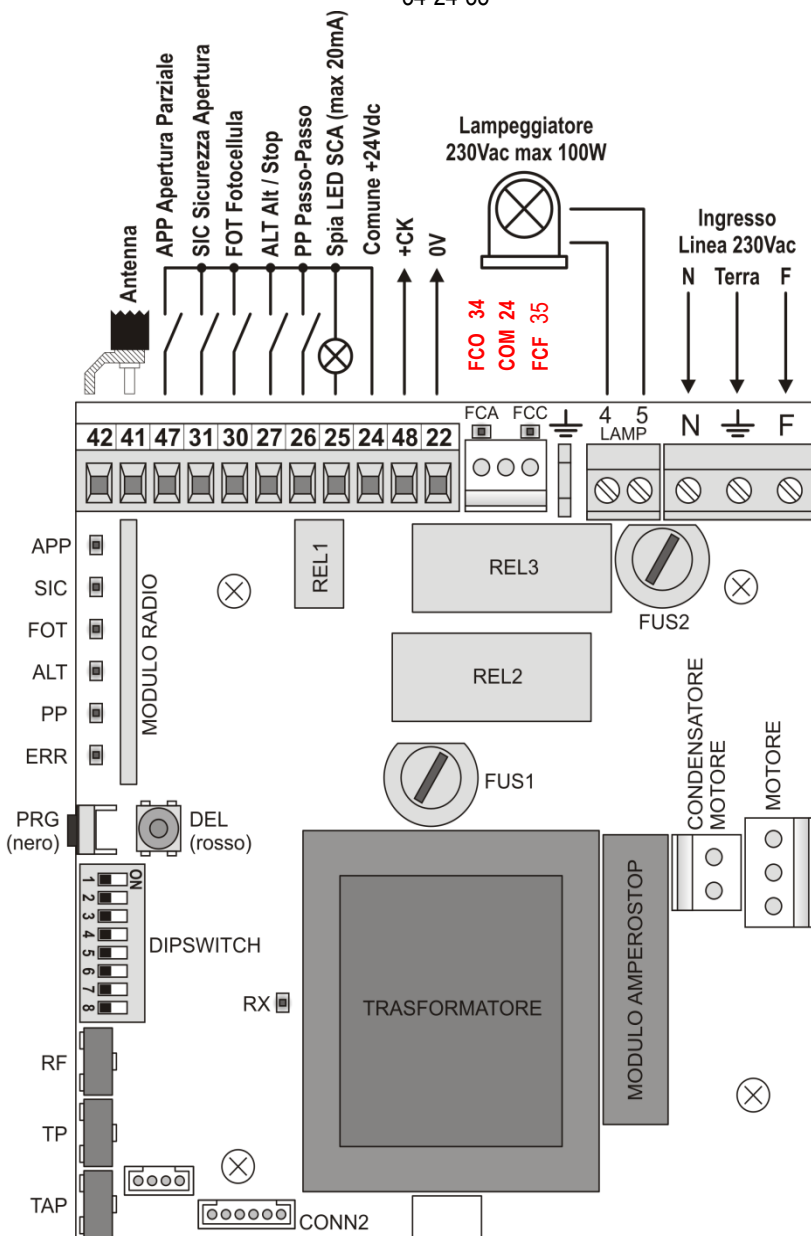 34 24 35
APP Apertura Parziale
SIC Sicurezza Apertura
FOT Fotocellula
ALT Alt / Stop
PP Passo-Passo
Spia LED SCA (max 20mA)
Comune +24Vdc
+CK
0V
Antenna
Lampeggiatore
230Vac max 100W
Ingresso
Linea 230Vac
N Terra F
FCO 34
COM 24
FCF 35
FCA FCC
4 5
LAMP
N F
42 41 47 31 30 27 26 25 24 48 22
APP
SIC
FOT
ALT
PP
ERR
MODULO RADIO
REL1
REL3
FUS2
REL2
FUS1
CONDENSATORE
MOTORE
MOTORE
PRG
(nero)
DEL
(rosso)
ON
1
2
3
4
5
6
7
8
DIPSWITCH
RX
TRASFORMATORE
MODULO AMPEROSTOP
RF
TP
TAP
CONN2